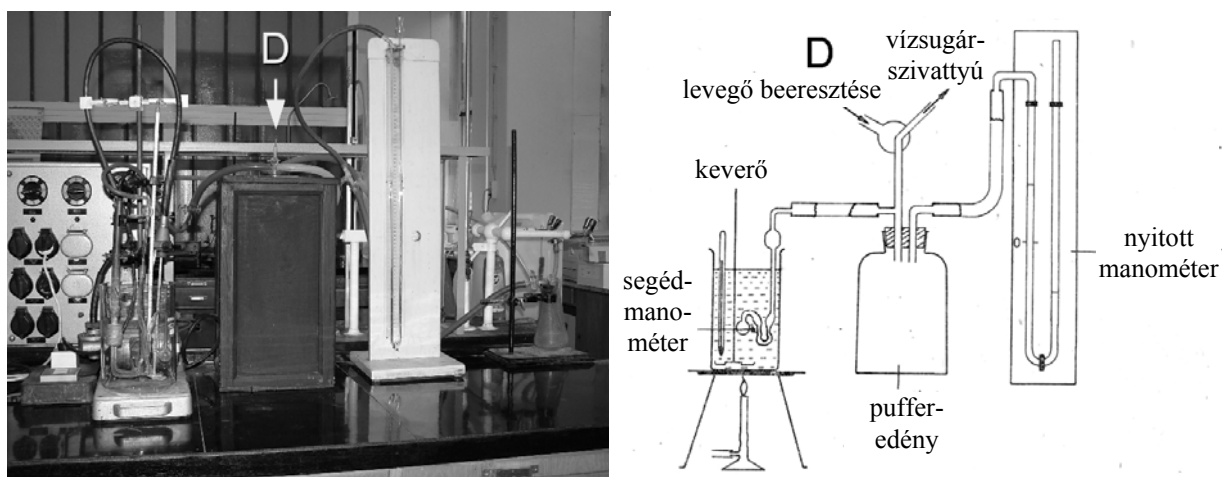 D
D
vízsugár-
szivattyú
levegő beeresztése
keverő
segéd-
mano-
méter
nyitott
manométer
puffer-
edény